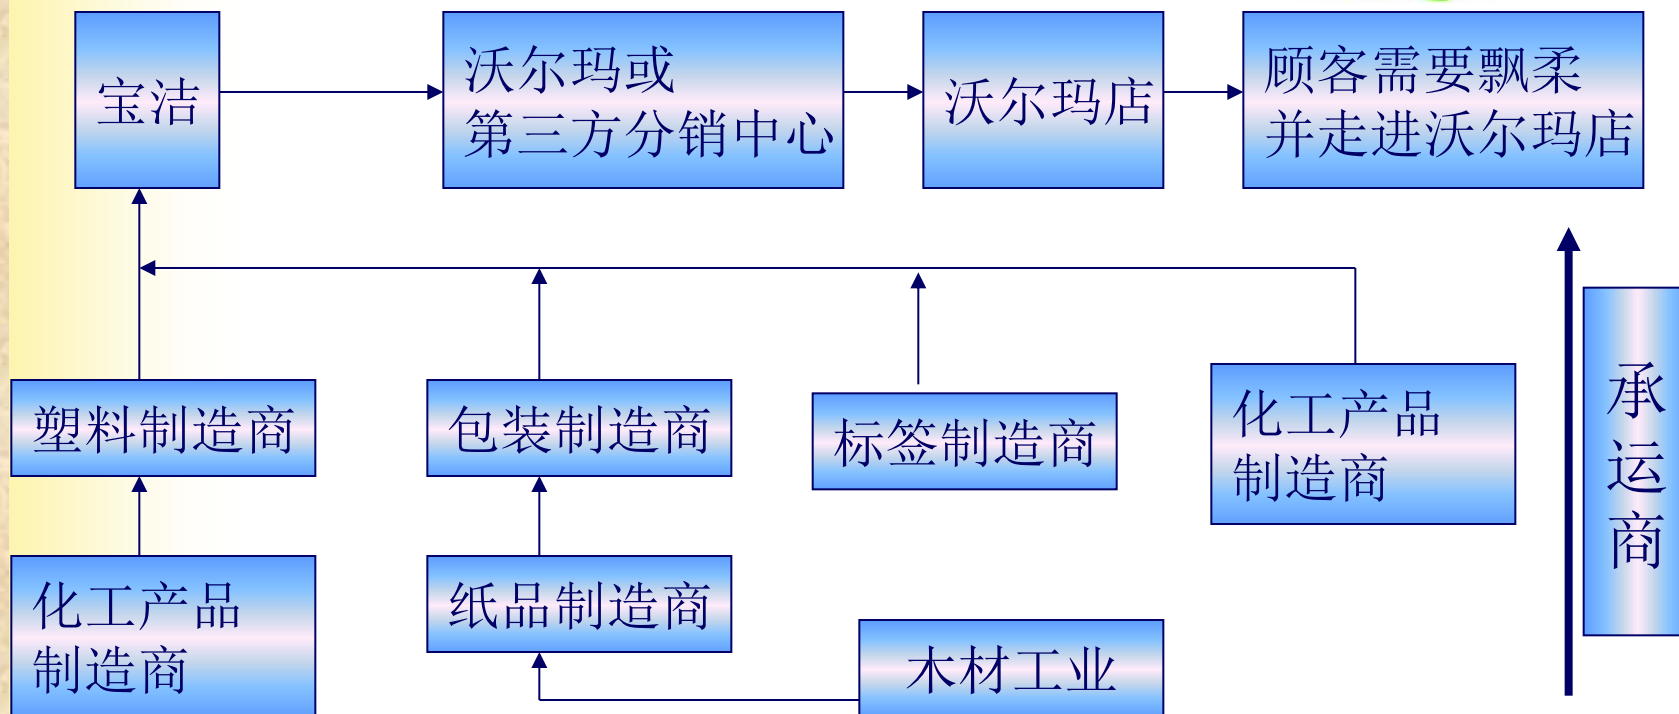 宝洁
沃尔玛或
第三方分销中心
沃尔玛店
顾客需要飘柔
并走进沃尔玛店
塑料制造商
包装制造商
标签制造商
化工产品
制造商
承
运
商
化工产品
制造商
纸品制造商
木材工业